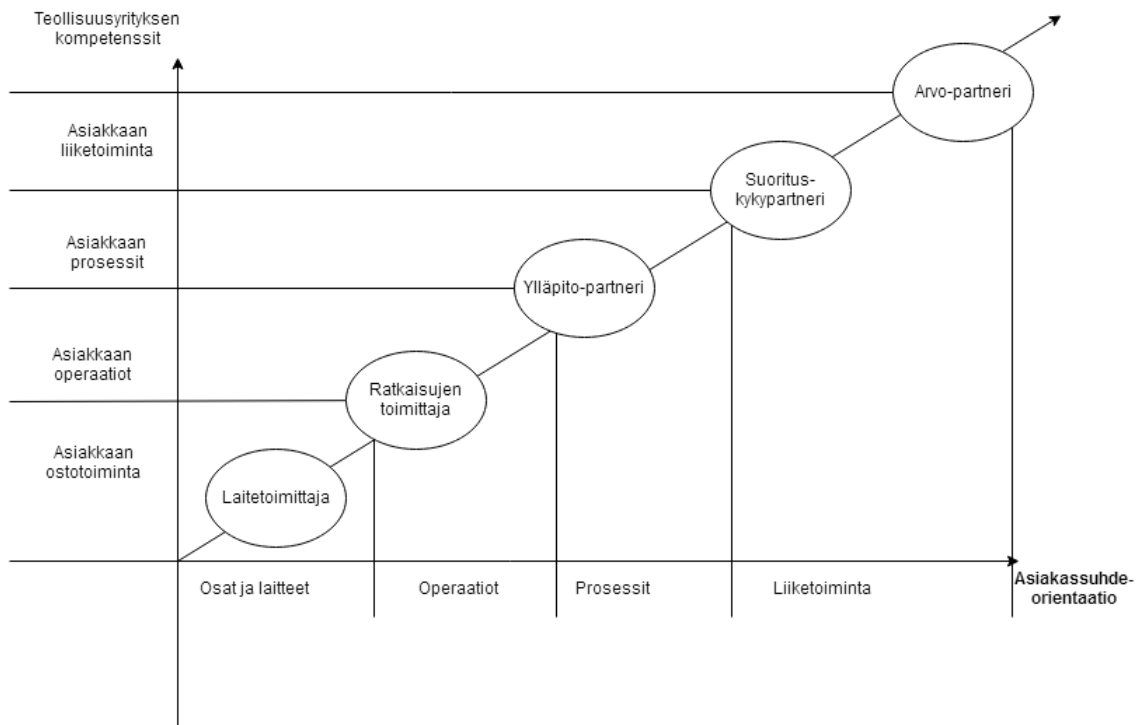 Teollisuusyrityksen
kompetenssit
Arvo-partneri
Asiakkaan
liiketoiminta
Suoritus-
kykypartneri
Asiakkaan
prosessit
Ylläpito-partneri
Asiakkaan
operaatiot
Ratkaisujen
toimittaja
Asiakkaan
ostotoiminta
Laitetoimittaja
Osat ja laitteet
Operaatiot
Prosessit
Liiketoiminta
Asiakassuhde-
orientaatio